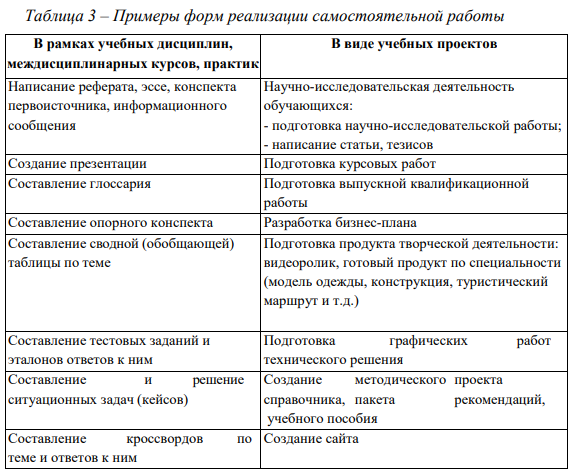 Таблица 3 – Примеры форм реализации самостоятельной работы
В рамках учебных дисциплин,
междисциплинарных курсов, практик
В виде учебных проектов
Написание реферата, эссе, конспекта
первоисточника, информационного
сообщения
Научно-исследовательская деятельность
обучающихся:
- подготовка научно-исследовательской работы;
- написание статьи, тезисов
Создание презентации
Подготовка курсовых работ
Составление глоссария
Подготовка выпускной квалификационной
работы
Составление опорного конспекта
Разработка бизнес-плана
Составление сводной (обобщающей)
таблицы по теме
Подготовка продукта творческой деятельности:
видеоролик, готовый продукт по специальности
(модель одежды, конструкция, туристический
маршрут и т.д.)
Составление тестовых заданий и
эталонов ответов к ним
Подготовка графических работ
технического решения
Составление и решение
ситуационных задач (кейсов)
Создание методического проекта
справочника, пакета рекомендаций,
учебного пособия
Составление кроссвордов по
теме и ответов к ним
Создание сайта